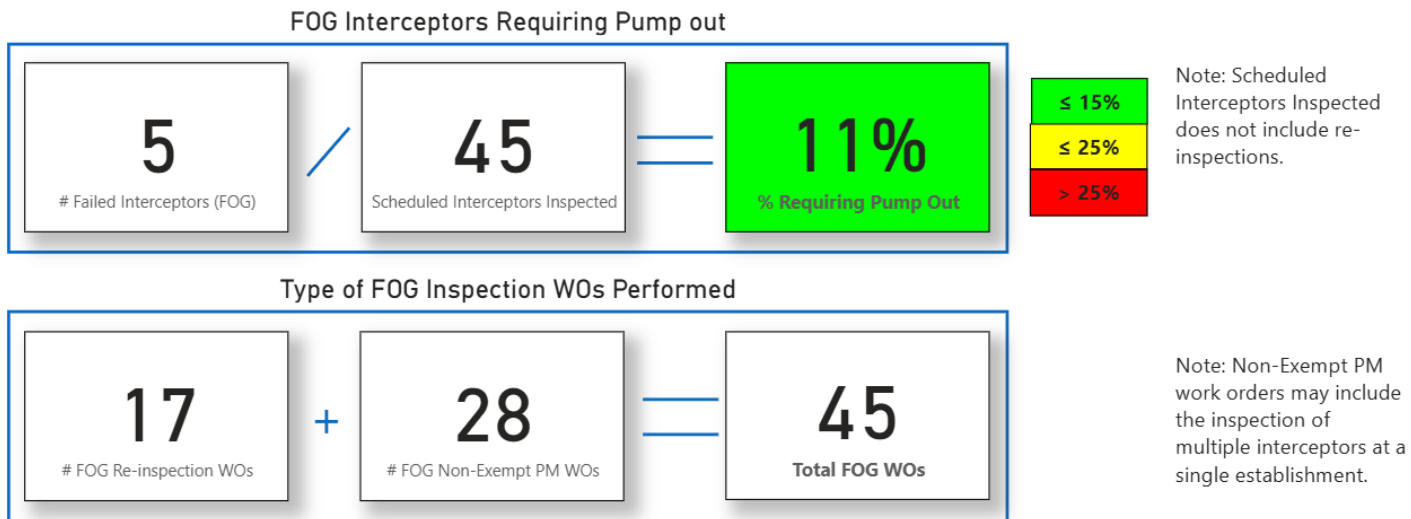 FOG Interceptors Requiring Pump out
5
# Failed Interceptors (FOG)
/
45
Scheduled Interceptors Inspected
=
11%
% Requiring Pump Out
≤ 15%
≤ 25%
> 25%
Note: Scheduled
Interceptors Inspected
does not include re-
inspections.
Type of FOG Inspection WOs Performed
17
# FOG Re-inspection WOs
+
28
# FOG Non-Exempt PM WOs
=
45
Total FOG WOs
Note: Non-Exempt PM
work orders may include
the inspection of
multiple interceptors at a
single establishment.